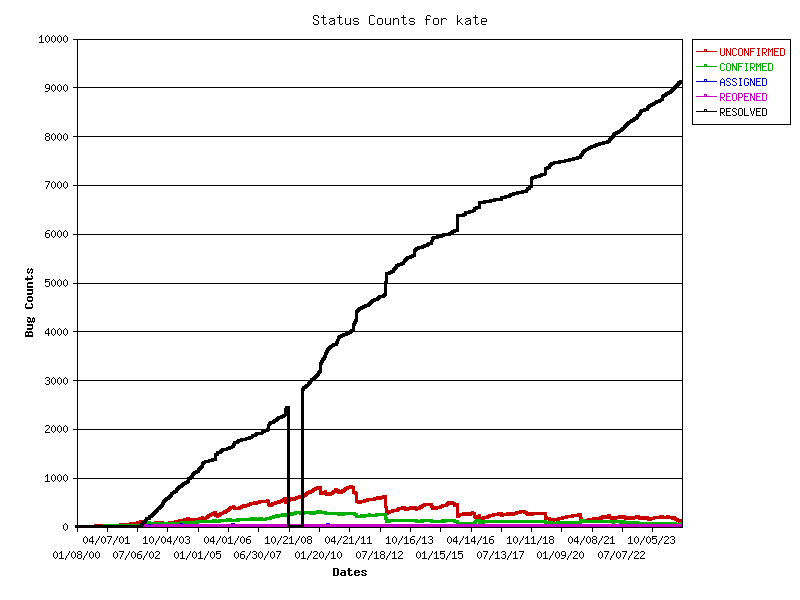 Status Counts for kate
10000
9000
8000
7000
6000
5000
4000
3000
2000
1000
0
Bug Counts
UNCONFIRMED
CONFIRMED
ASSIGNED
REOPENED
RESOLVED
04/07/01 10/04/03 04/01/06 10/21/08 04/21/11 10/16/13 04/14/16 10/11/18 04/08/21 10/05/23
01/08/00 07/06/02 01/01/05 06/30/07 01/20/10 07/18/12 01/15/15 07/13/17 01/09/20 07/07/22
Dates